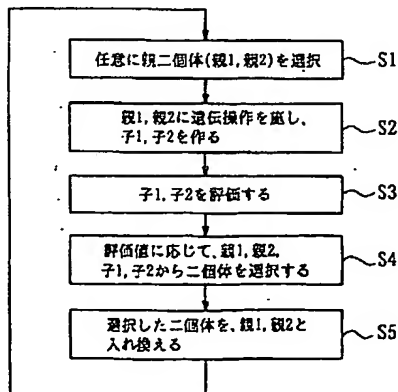 任意に親二個体(親1,親2)を選択
S1
親1,親2に遺伝操作を施し、
子1,子2を作る
S2
子1,子2を評価する
S3
評価値に応じて、親1,親2,
子1,子2から二個体を選択する
S4
選択した二個体を、親1,親2と
入れ換える
S5